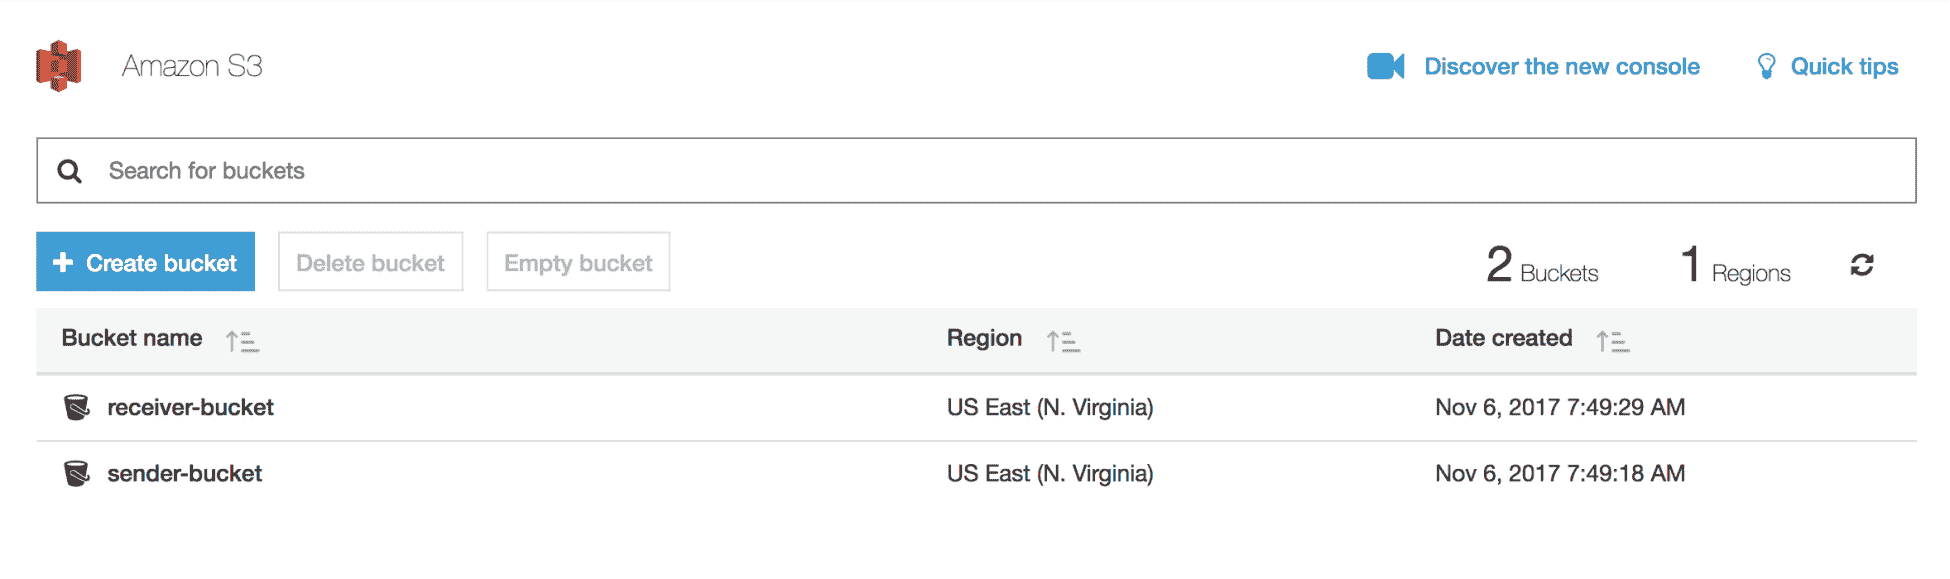 Amazon S3
Discover the new console
Quick tips
Search for buckets
Create bucket
Delete bucket
Empty bucket
2 Buckets
1 Regions
Bucket name
Region
Date created
receiver-bucket
US East (N. Virginia)
Nov 6, 2017 7:49:29 AM
sender-bucket
US East (N. Virginia)
Nov 6, 2017 7:49:18 AM